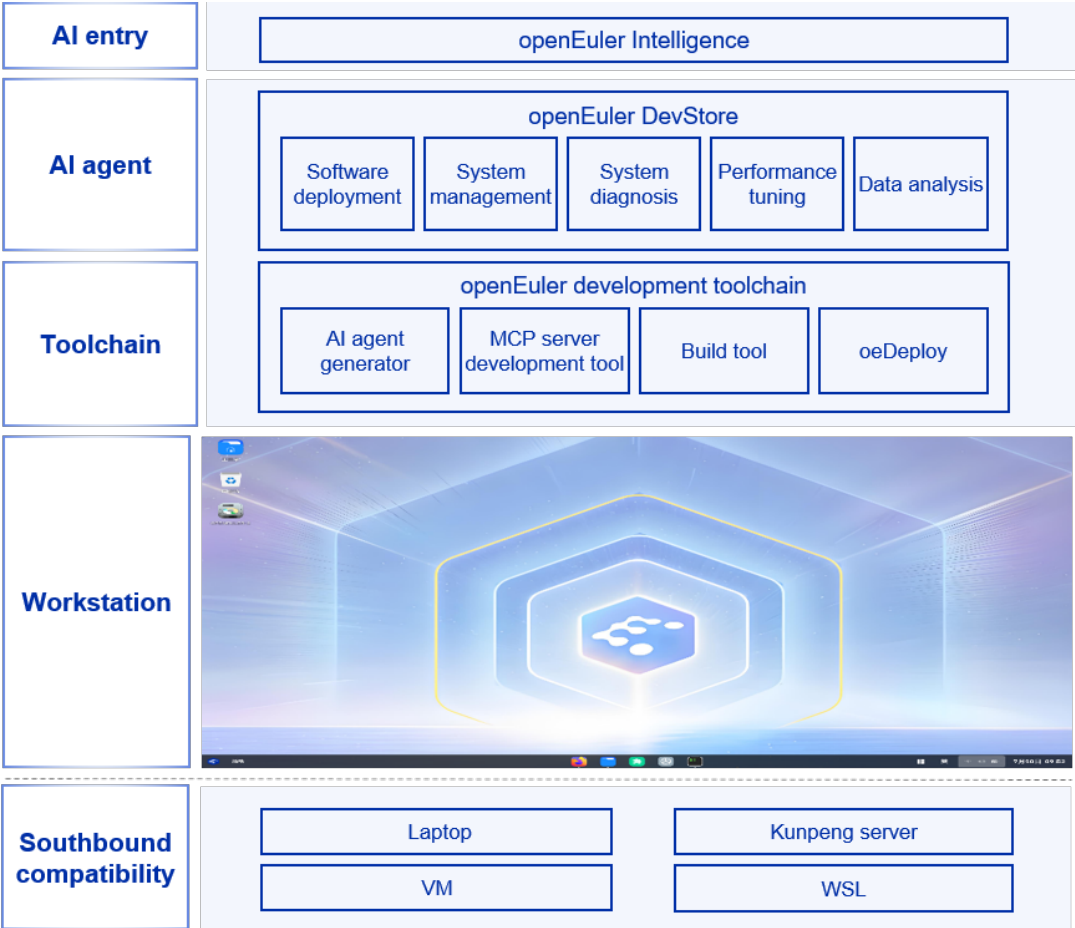 AI entry
openEuler Intelligence
AI agent
openEuler DevStore
Software
deployment
System
management
System
diagnosis
Performance
tuning
Data analysis
Toolchain
openEuler development toolchain
AI agent
generator
MCP server
development tool
Build tool
oeDeploy
Workstation
Southbound
compatibility
Laptop
Kunpeng server
VM
WSL